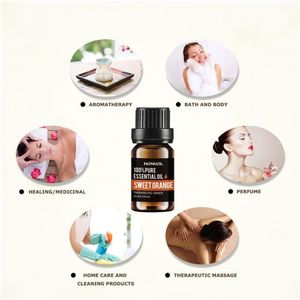 AROMATHERAPY
BATH AND BODY
100% PURE
ESSENTIAL OIL
SWEET ORANGE
HEALING/MEDICINAL
PERFUME
HOME CARE AND
CLEANING PRODUCTS
THERAPEUTIC MASSAGE